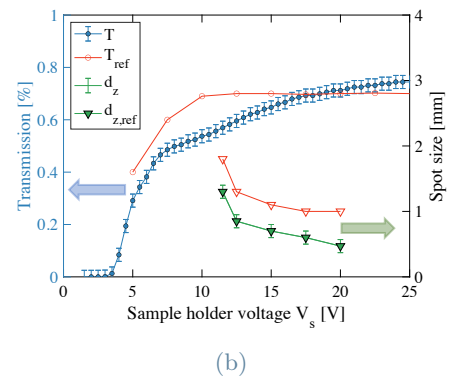 1
0.8
0.6
0.4
0.2
0
Transmission [%]
T
T_ref
d_z
d_z,ref
4
3
2
1
0
Spot size [mm]
0 5 10 15 20 25
Sample holder voltage V_s [V]
(b)